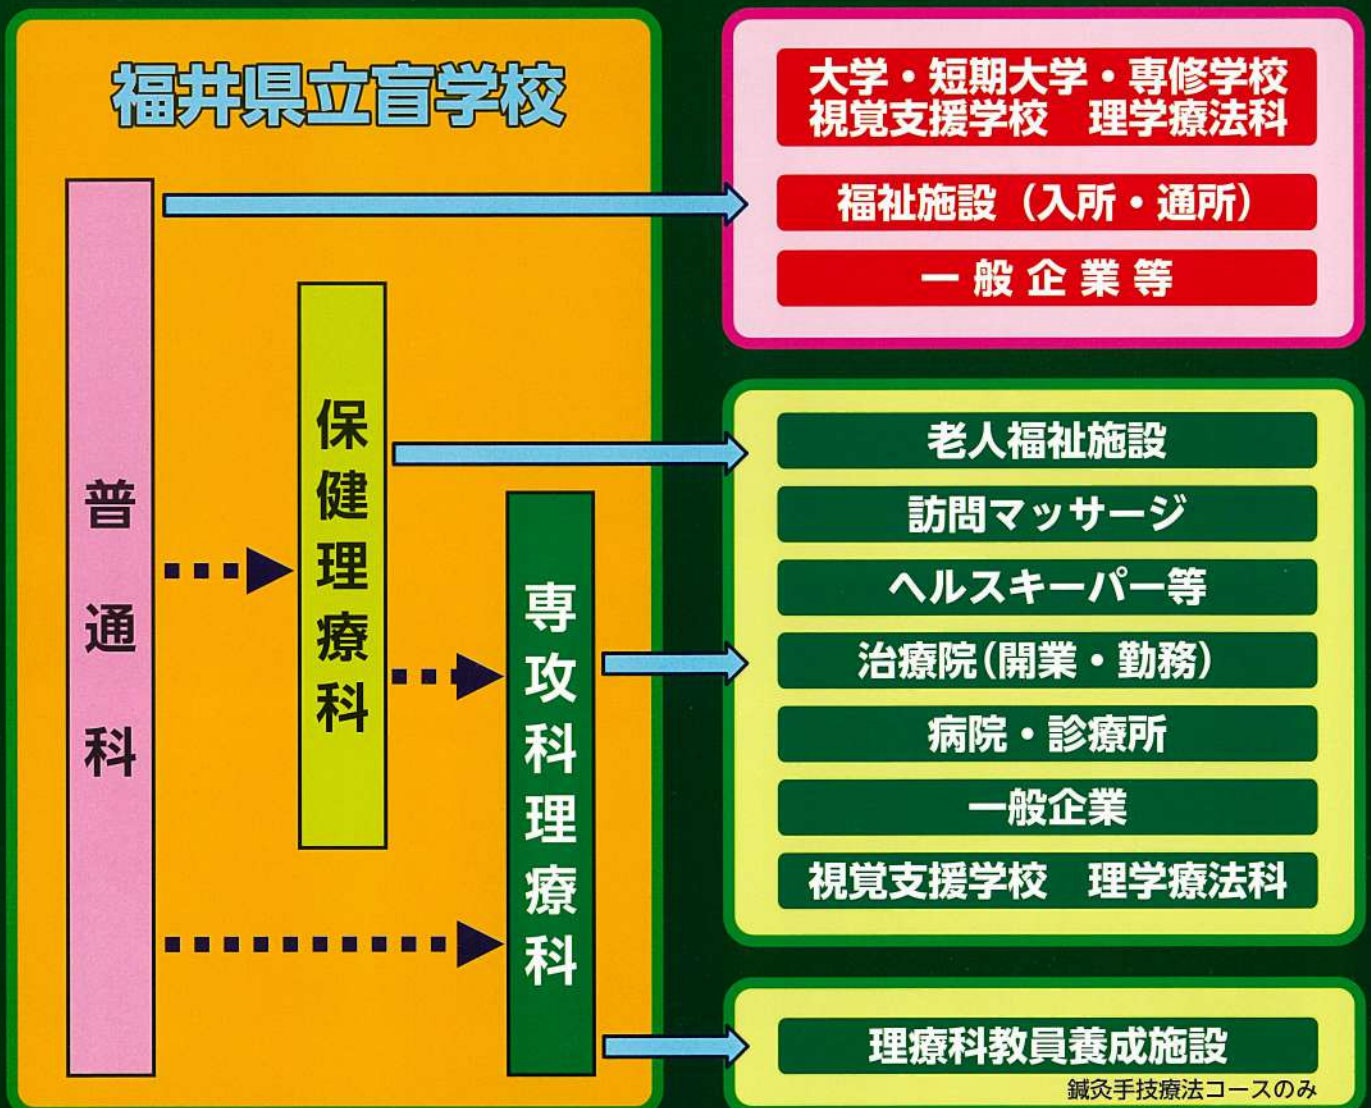 福井県立盲学校
普通科
保健理療科
専攻科理療科
大学・短期大学・専修学校
視覚支援学校　理学療法科
福祉施設（入所・通所）
一般企業等
老人福祉施設
訪問マッサージ
ヘルスキーパー等
治療院（開業・勤務）
病院・診療所
一般企業
視覚支援学校　理学療法科
理療科教員養成施設
鍼灸手技療法コースのみ